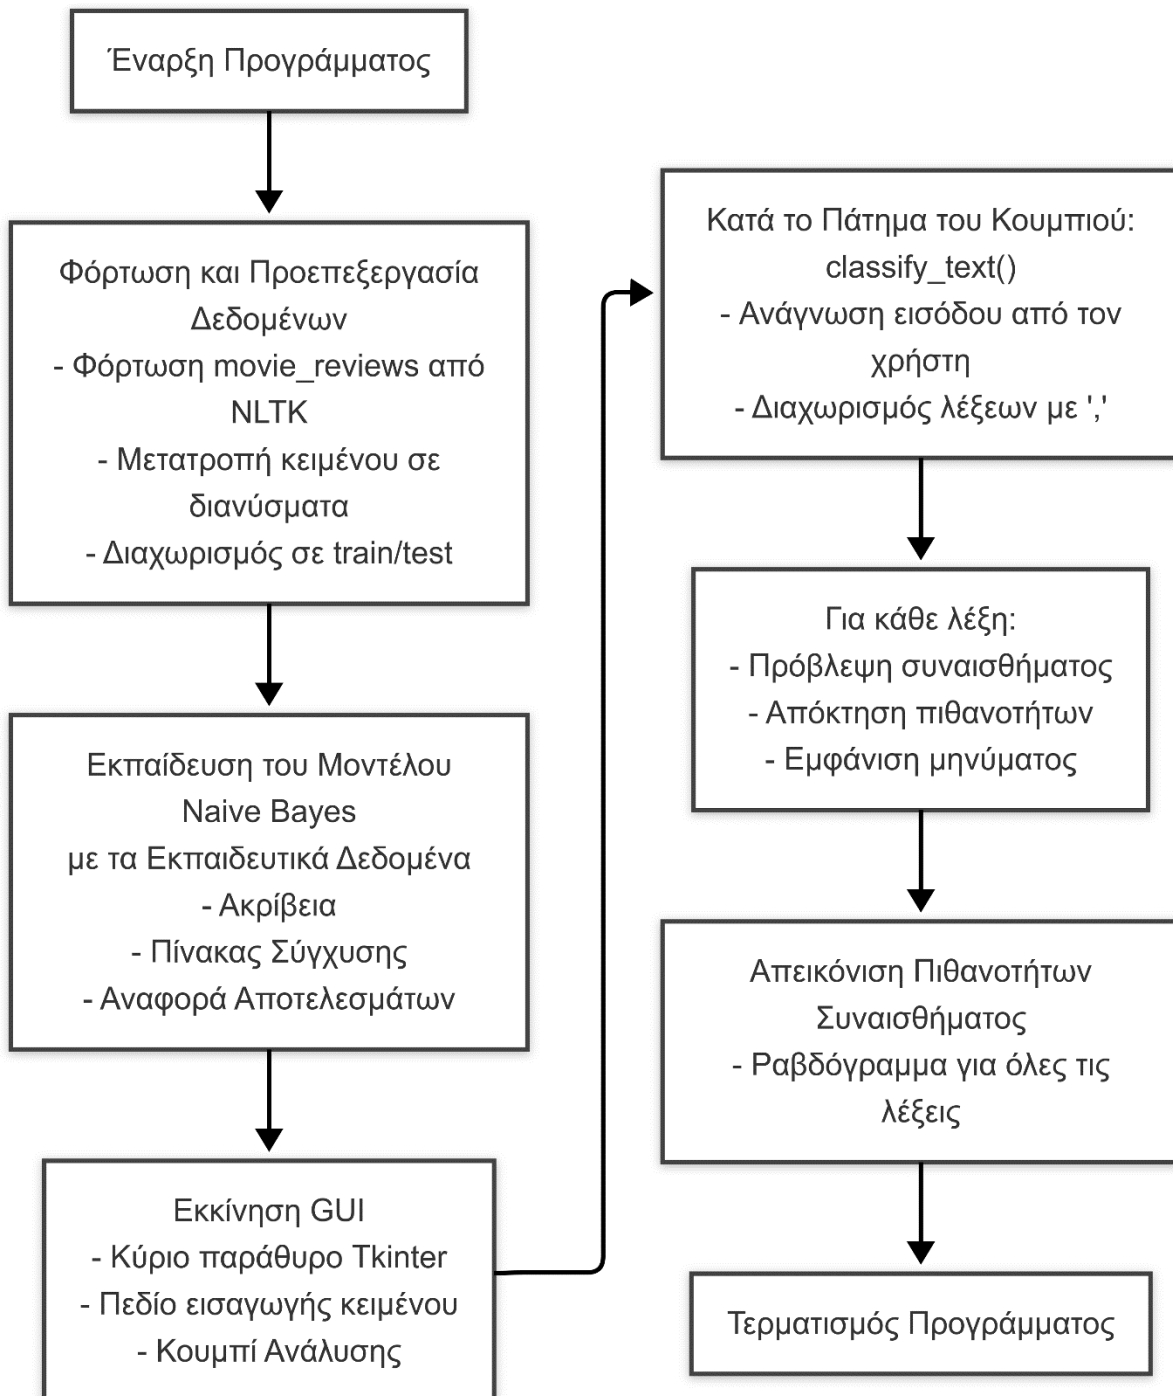 Έναρξη Προγράμματος
Φόρτωση και Προεπεξεργασία
Δεδομένων
- Φόρτωση movie_reviews από
NLTK
- Μετατροπή κειμένου σε
διανύσματα
- Διαχωρισμός σε train/test
Εκπαίδευση του Μοντέλου
Naive Bayes
με τα Εκπαιδευτικά Δεδομένα
- Ακρίβεια
- Πίνακας Σύγχυσης
- Αναφορά Αποτελεσμάτων
Εκκίνηση GUI
- Κύριο παράθυρο Tkinter
- Πεδίο εισαγωγής κειμένου
- Κουμπί Ανάλυσης
Κατά το Πάτημα του Κουμπιού:
classify_text()
- Ανάγνωση εισόδου από τον
χρήστη
- Διαχωρισμός λέξεων με ','
Για κάθε λέξη:
- Πρόβλεψη συναισθήματος
- Απόκτηση πιθανοτήτων
- Εμφάνιση μηνύματος
Απεικόνιση Πιθανοτήτων
Συναισθήματος
- Ραβδόγραμμα για όλες τις
λέξεις
Τερματισμός Προγράμματος